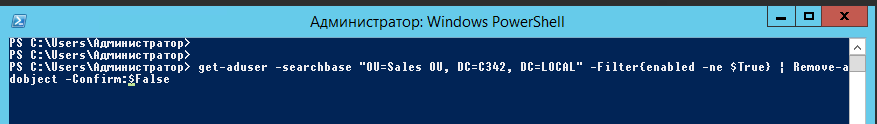 Администратор: Windows PowerShell
PS C:\Users\Администратор>
PS C:\Users\Администратор>
PS C:\Users\Администратор> get-aduser -searchbase "OU=Sales OU, DC=C342, DC=LOCAL" -Filter{enabled -ne $True} | Remove-a
dobject -Confirm:$False